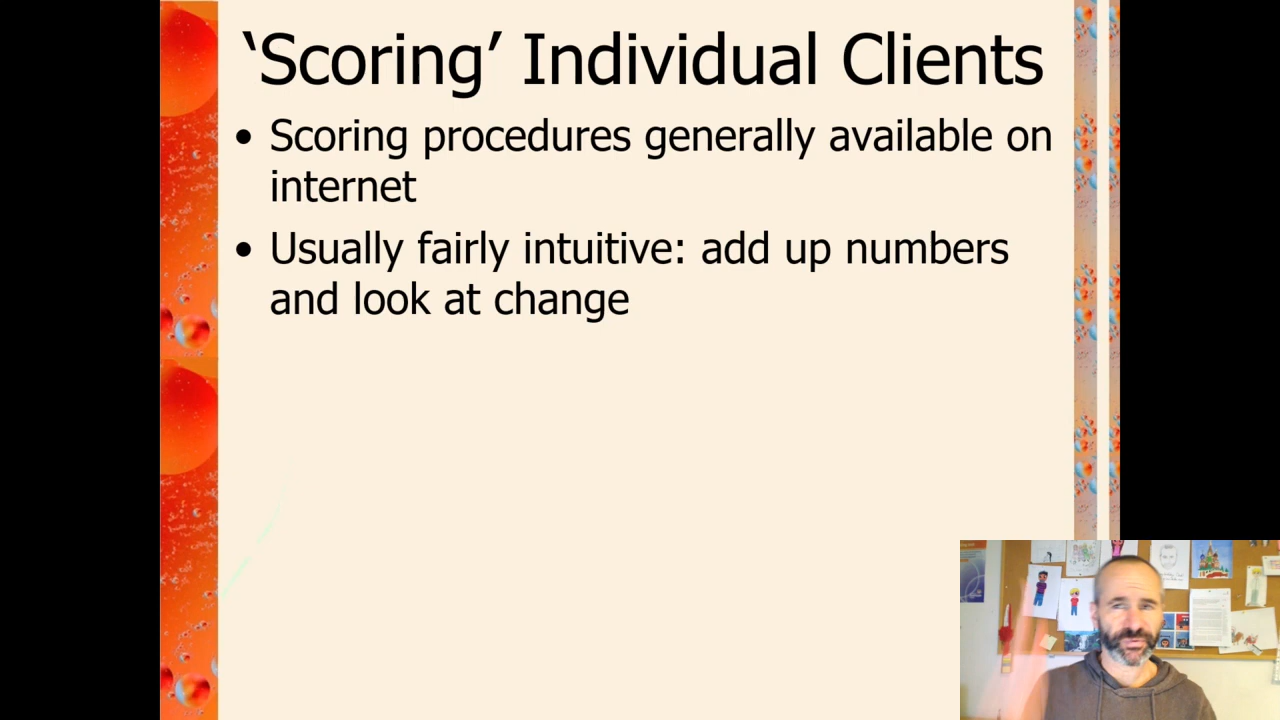 ‘Scoring’ Individual Clients
• Scoring procedures generally available on
internet
• Usually fairly intuitive: add up numbers
and look at change